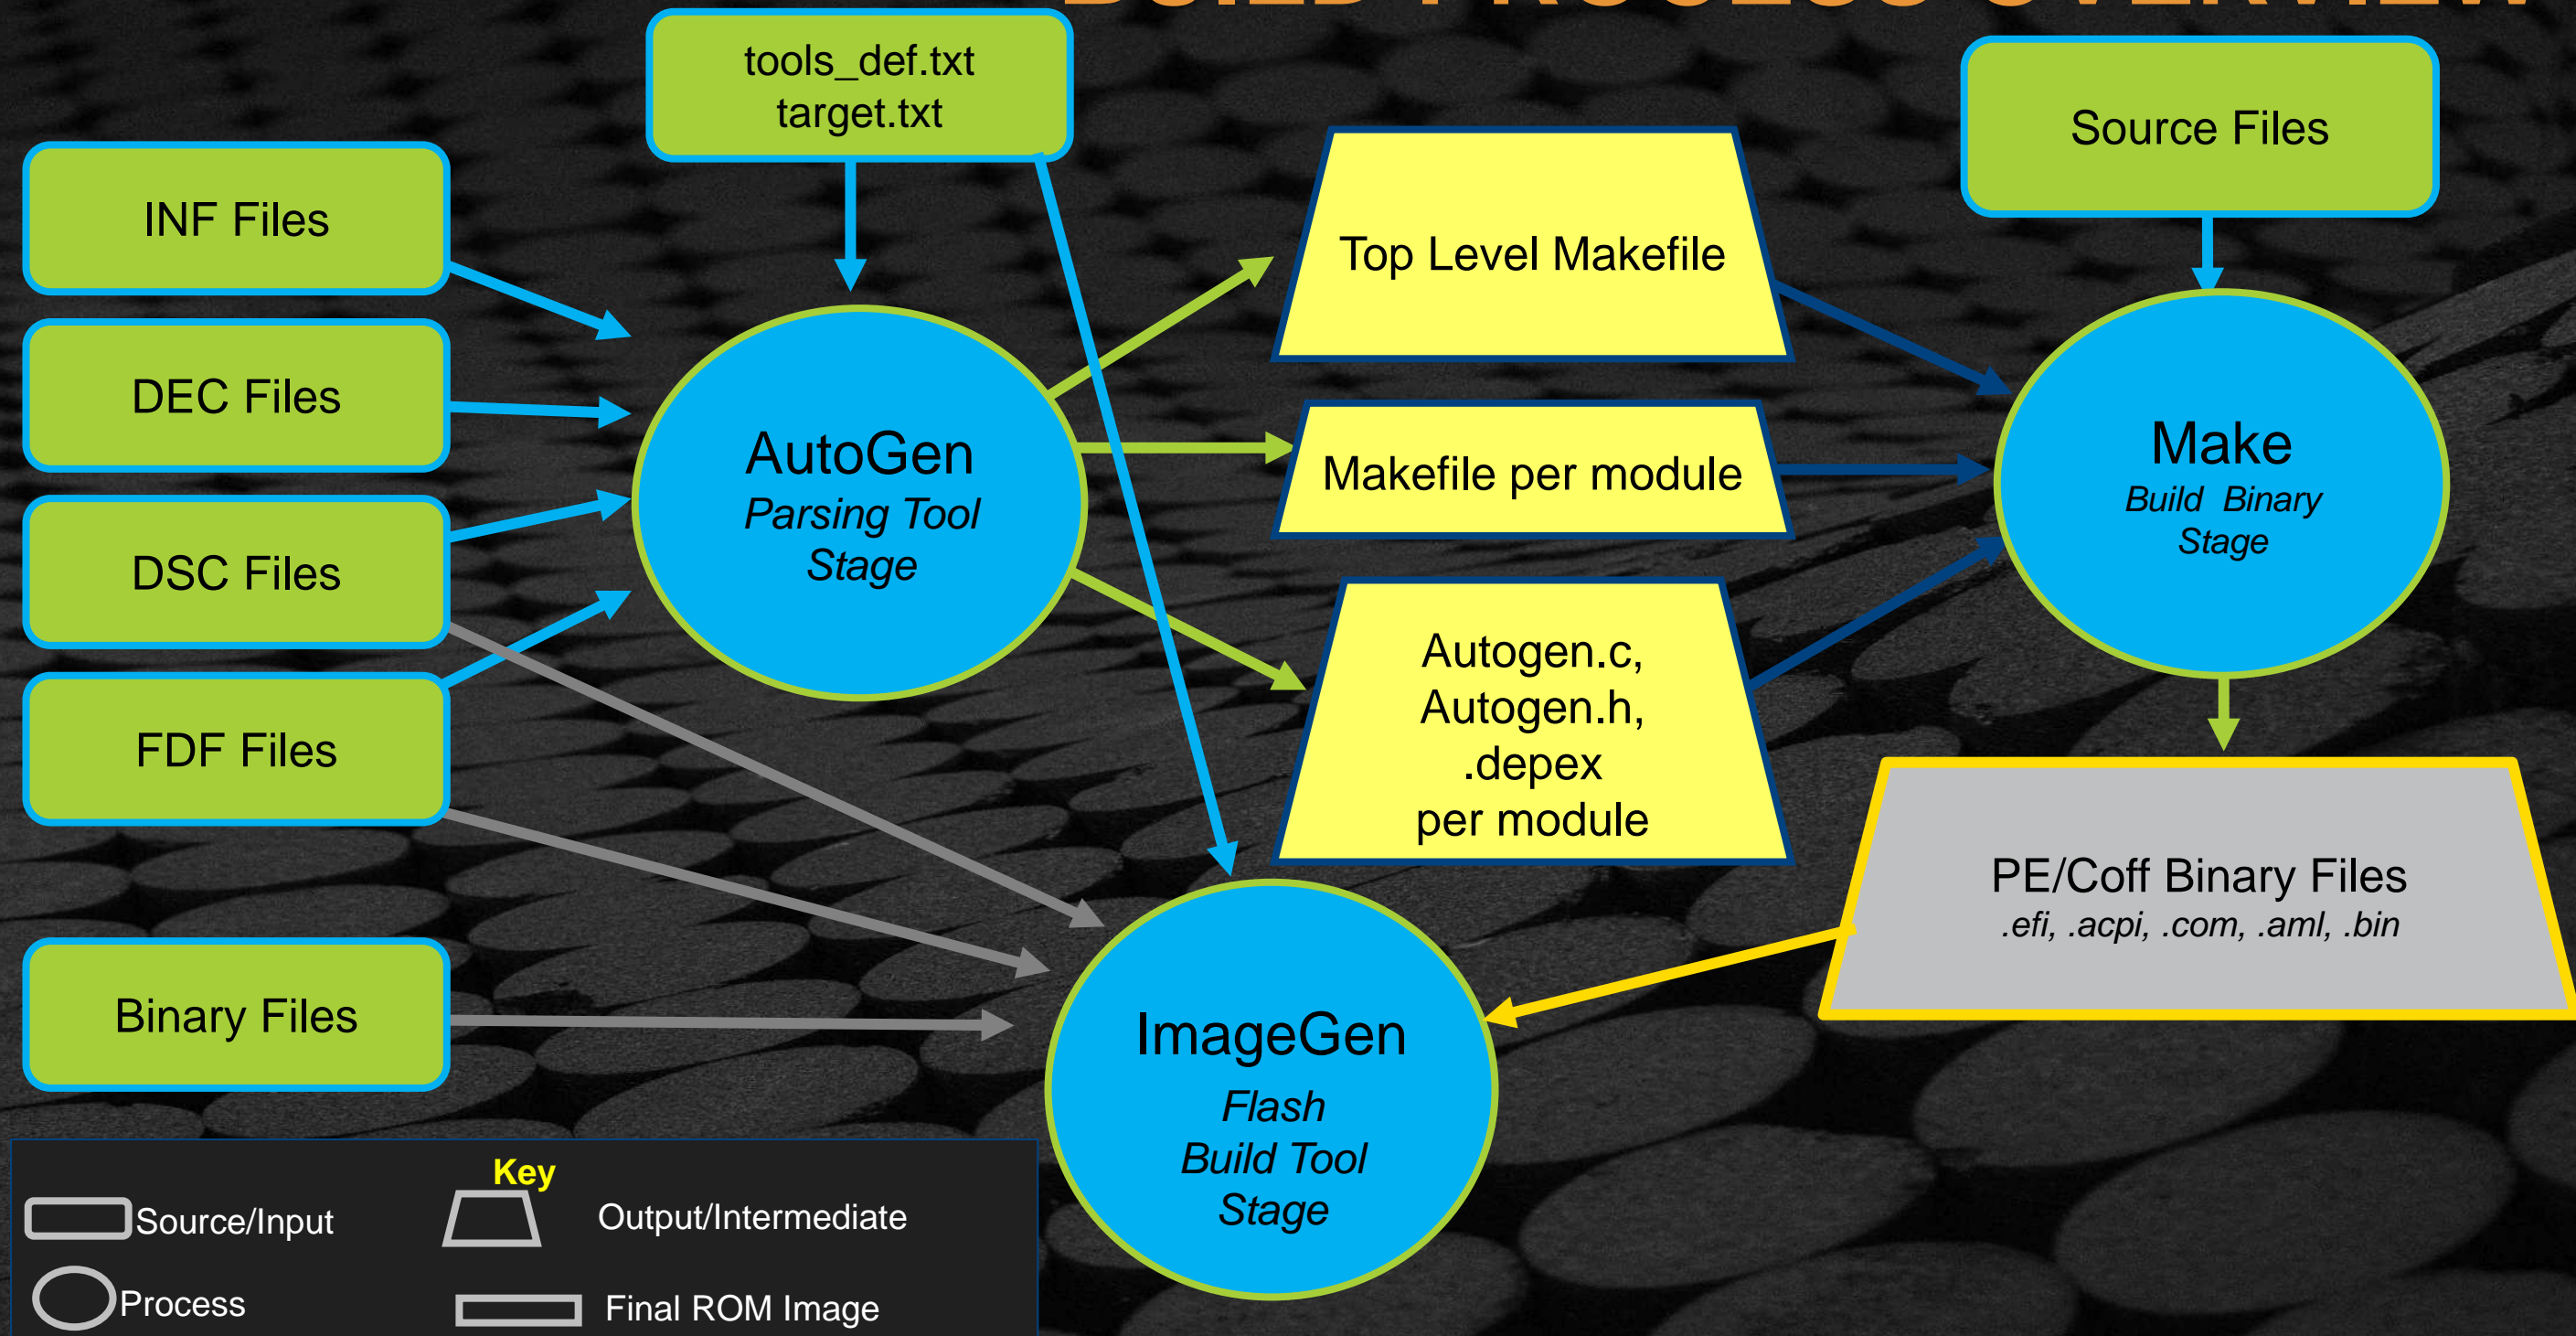 BUILD PROCESS OVERVIEW
tools_def.txt
target.txt
Source Files
INF Files
DEC Files
DSC Files
FDF Files
Binary Files
AutoGen
Parsing Tool
Stage
Top Level Makefile
Makefile per module
Autogen.c,
Autogen.h,
.depex
per module
Make
Build Binary
Stage
PE/Coff Binary Files
.efi, .acpi, .com, .aml, .bin
ImageGen
Flash
Build Tool
Stage
Key
Source/Input
Output/Intermediate
Process
Final ROM Image